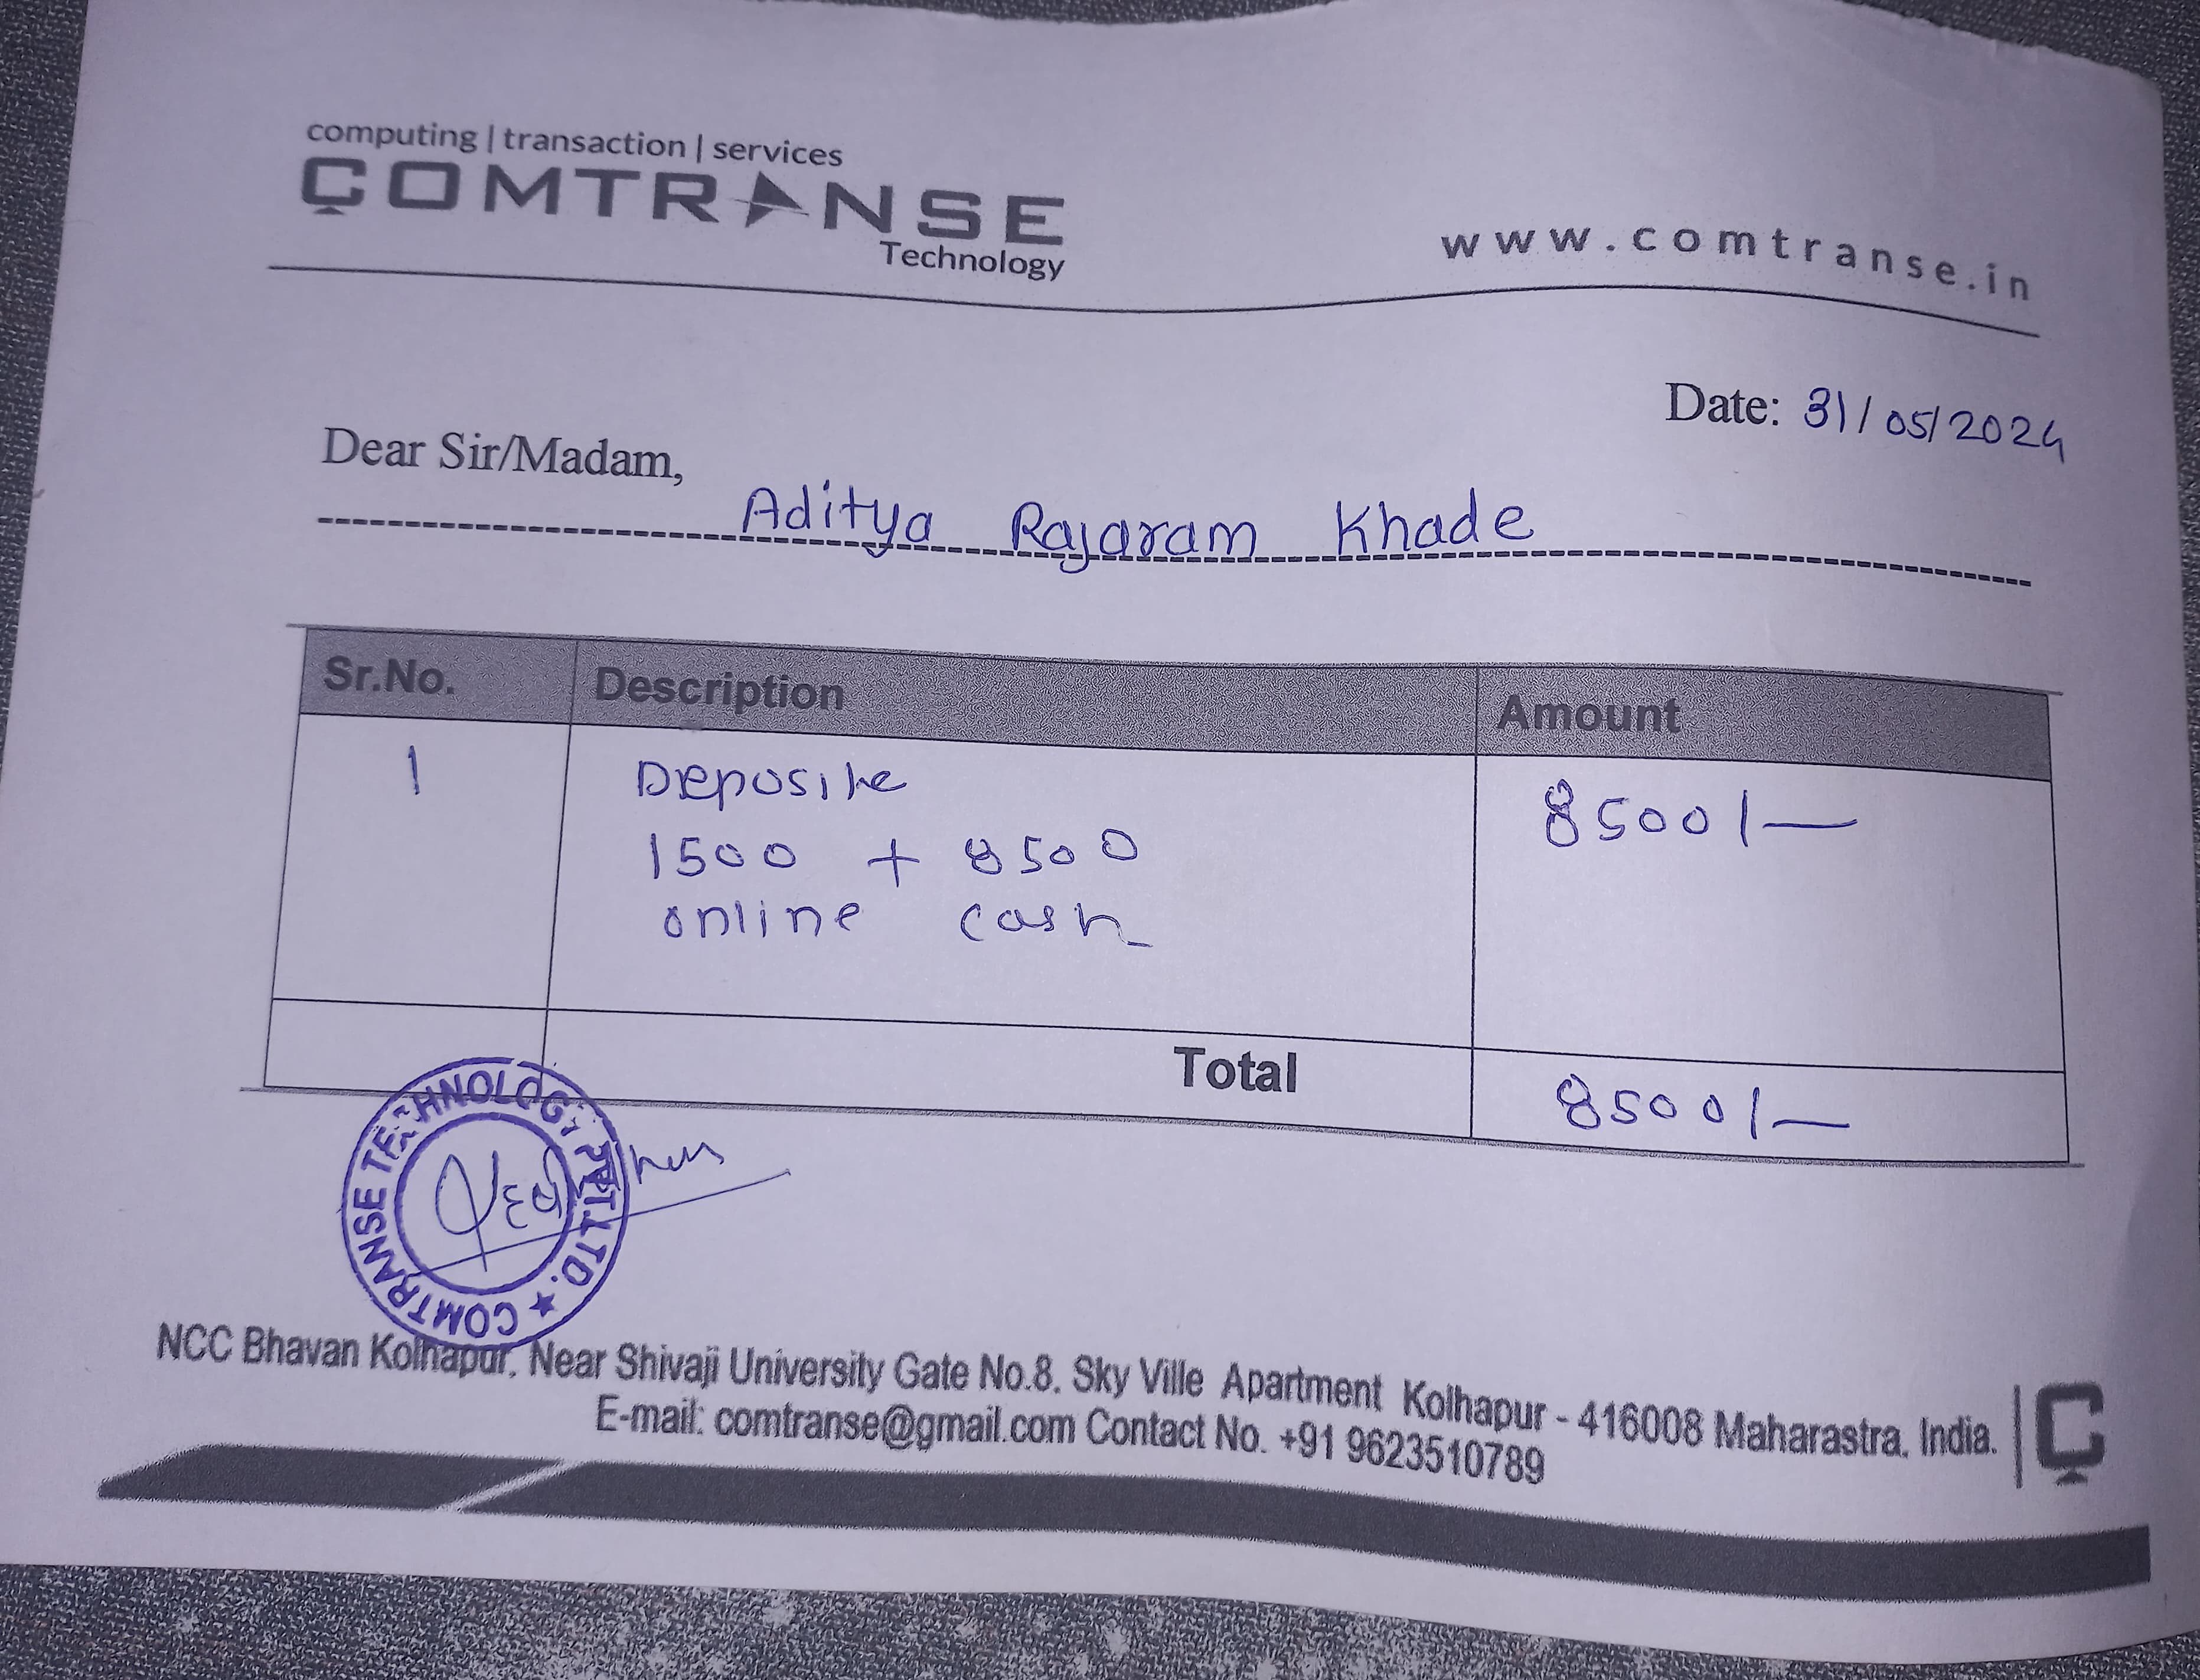 computing | transaction | services
COMTRANSE
Technology
www.comtranse.in
Date: 31/05/2024
Dear Sir/Madam,
Aditya Rajaram Khade
Sr.No. Description Amount
1 Deposite 8500/-
1500 + 8500
online cash
Total 8500/-
COMTRANSE TECHNOLOGY PVT. LTD. ★
NCC Bhavan Kolhapur, Near Shivaji University Gate No.8, Sky Ville Apartment Kolhapur - 416008 Maharastra, India.
E-mail: comtranse@gmail.com Contact No. +91 9623510789